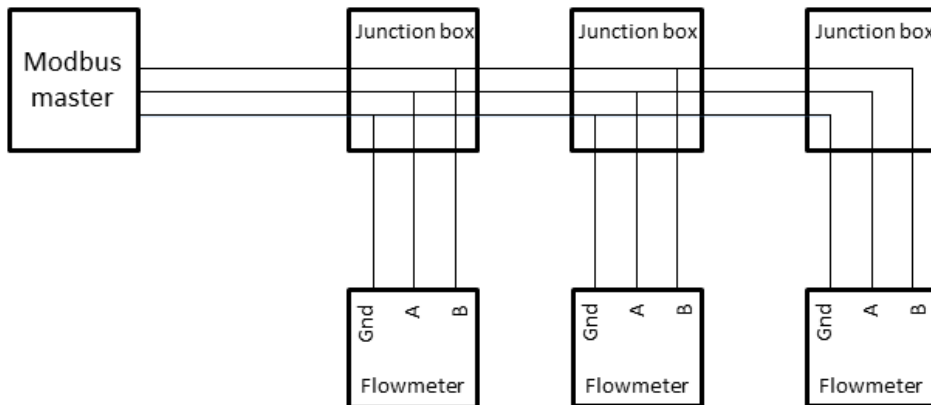 Modbus
master
Junction box
Junction box
Junction box
Gnd
A
B
Flowmeter
Gnd
A
B
Flowmeter
Gnd
A
B
Flowmeter